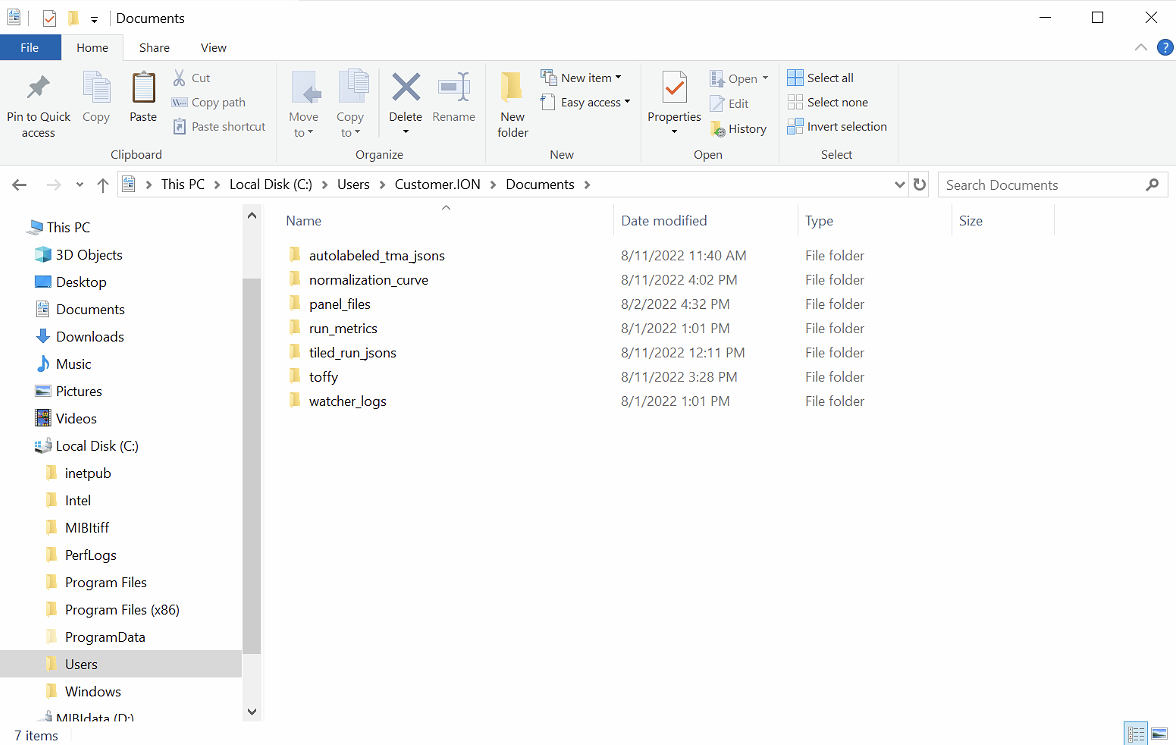 Documents
File Home Share View
Pin to Quick access
Copy
Paste
Cut
Copy path
Paste shortcut
Clipboard
Move to
Copy to
Delete
Rename
Organize
New folder
New item
Easy access
New
Properties
Open
Edit
History
Open
Select all
Select none
Invert selection
Select
This PC > Local Disk (C:) > Users > Customer.ION > Documents >
Search Documents
This PC
3D Objects
Desktop
Documents
Downloads
Music
Pictures
Videos
Local Disk (C:)
inetpub
Intel
MIBItiff
PerfLogs
Program Files
Program Files (x86)
ProgramData
Users
Windows
MIBIdata (D:)
Name Date modified Type Size
autolabeled_tma_jsons 8/11/2022 11:40 AM File folder
normalization_curve 8/11/2022 4:02 PM File folder
panel_files 8/2/2022 4:32 PM File folder
run_metrics 8/1/2022 1:01 PM File folder
tiled_run_jsons 8/11/2022 12:11 PM File folder
toffy 8/11/2022 3:28 PM File folder
watcher_logs 8/1/2022 1:01 PM File folder
7 items